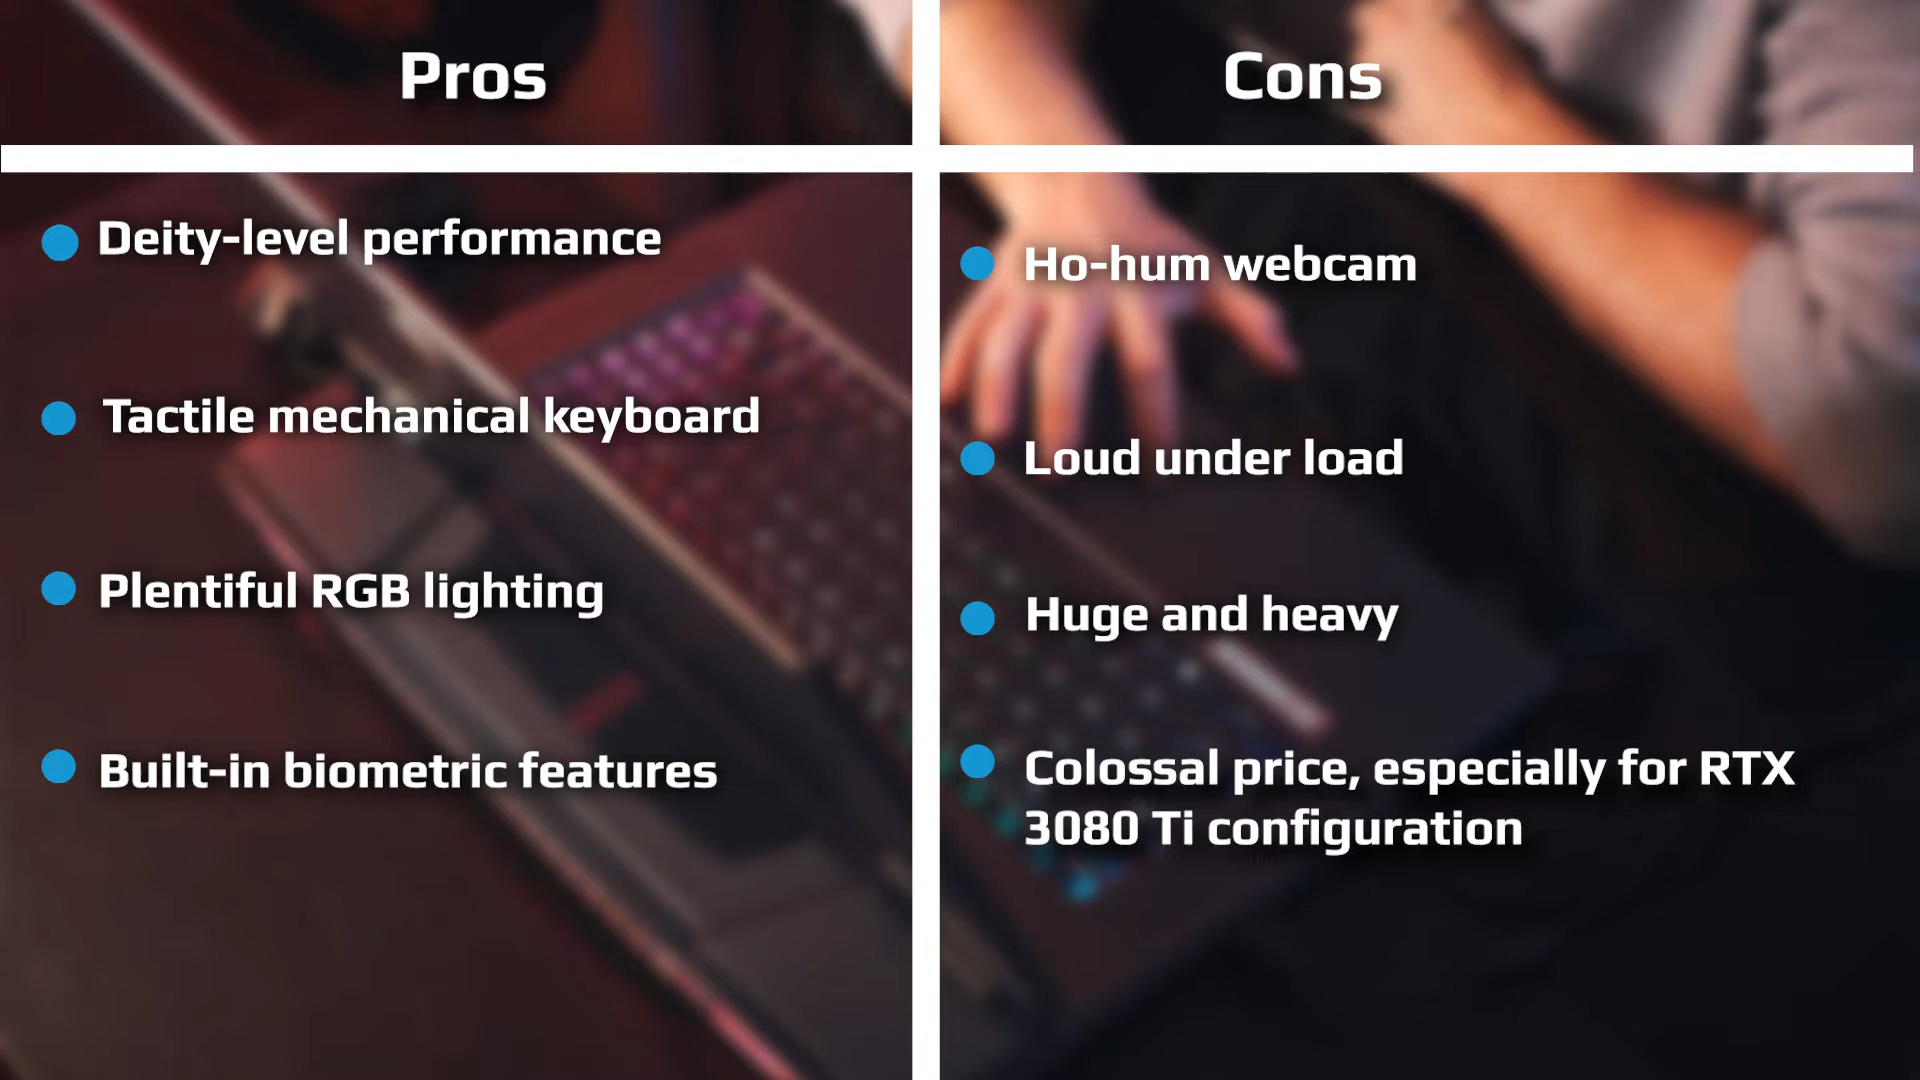 Pros
Deity-level performance
Tactile mechanical keyboard
Plentiful RGB lighting
Built-in biometric features
Cons
Ho-hum webcam
Loud under load
Huge and heavy
Colossal price, especially for RTX
3080 Ti configuration